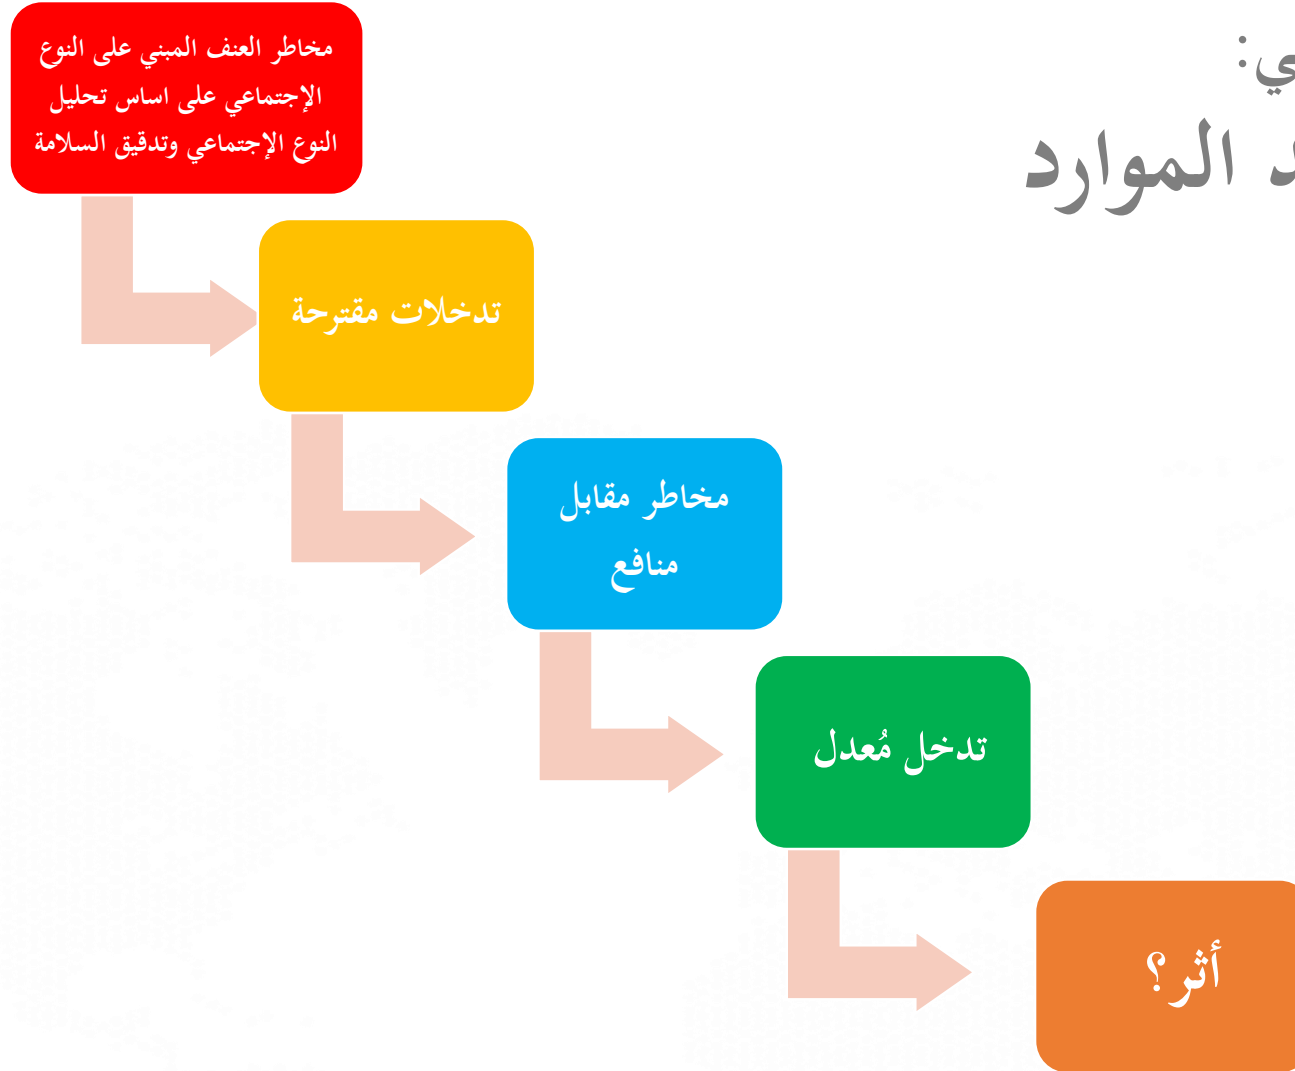 ي:
د الموارد
مخاطر العنف المبني على النوع
الإجتماعي على اساس تحليل
النوع الإجتماعي وتدقيق السلامة
تدخلات مقترحة
مخاطر مقابل
منافع
تدخل مُعدل
أثر؟